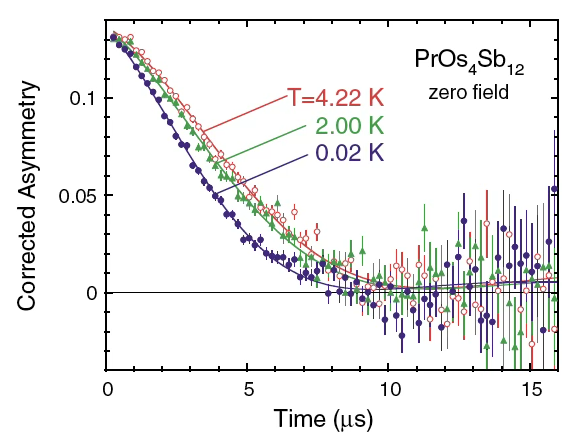 PrOs₄Sb₁₂
zero field
T=4.22 K
2.00 K
0.02 K
0.1
0.05
0
Corrected Asymmetry
0 5 10 15
Time (μs)